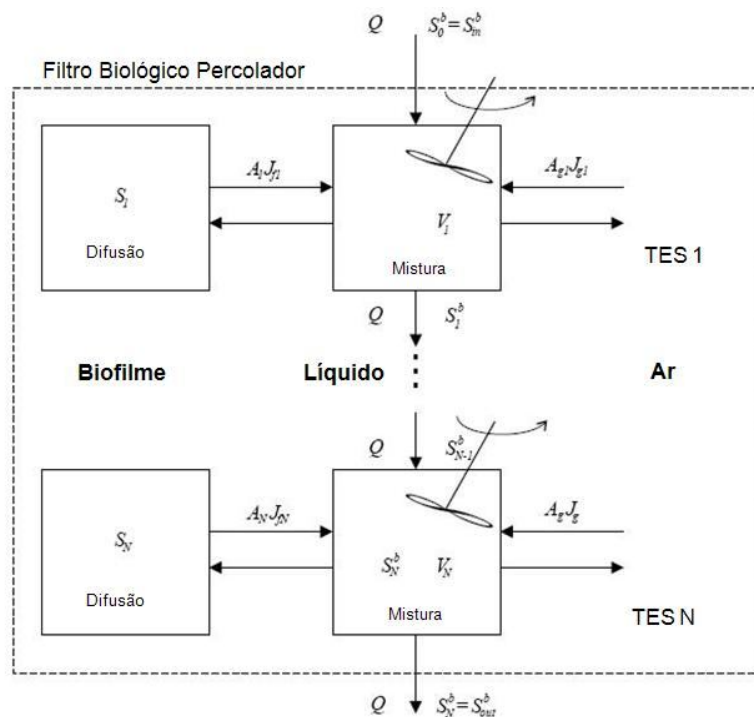 Q S_0^b=S_in^b
Filtro Biológico Percolador
S_1
Difusão
A_1J_f1
V_1
Mistura
A_g1J_g1
TES 1
Q S_1^b
Biofilme
Líquido
Ar
Q S_N-1^b
S_N
Difusão
A_NJ_fN
S_N^b V_N
Mistura
A_gJ_g
TES N
Q S_N^b=S_out^b